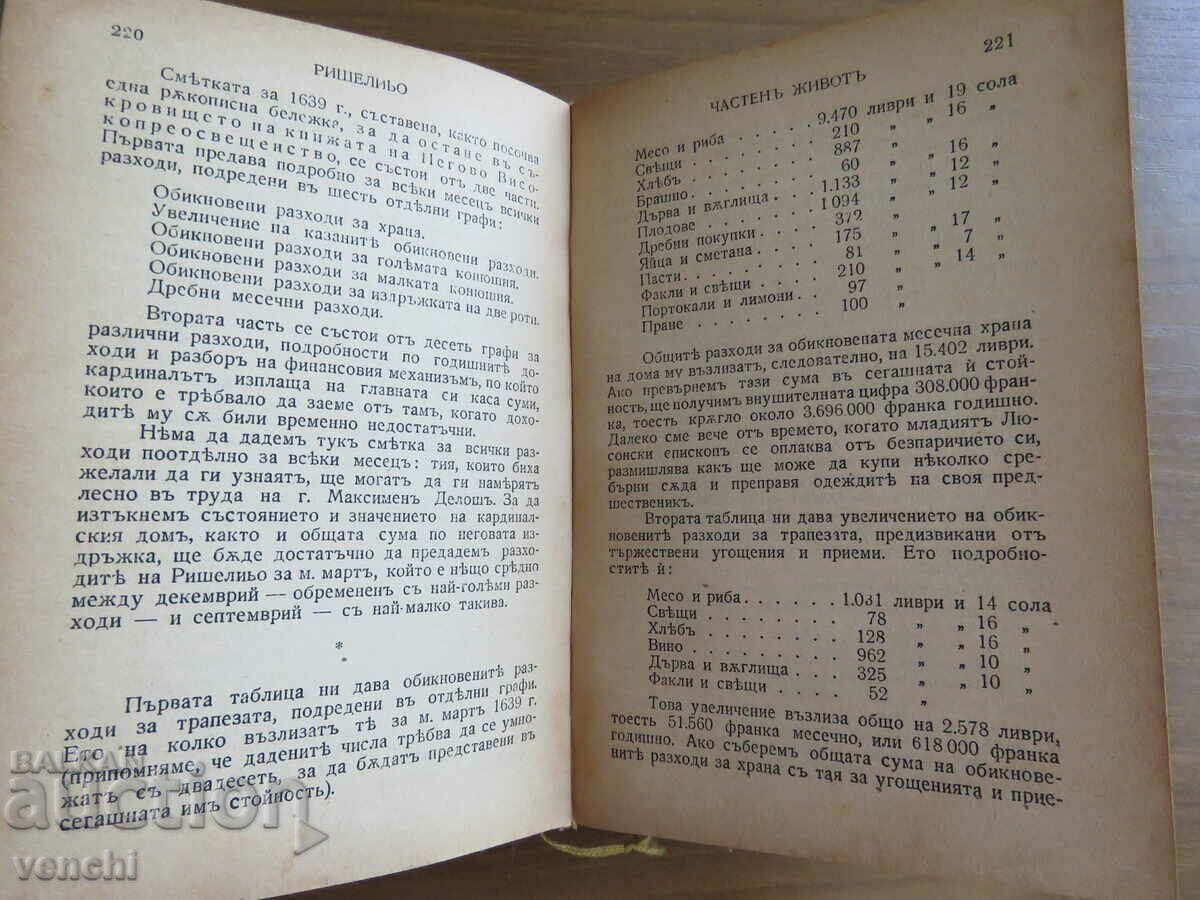 220
РИШЕЛИЬО
Смѣтката за 1639 г., съставена, както посочва
една рѫкописна бележка, за да остане въ съ-
кровището на книжата на Негово Висо-
копреосвещенство, се състои отъ две части.
Първата предава подробно за всѣки месец всички
разходи, подредени въ шесть отдѣлни графи:
Обикновени разходи за храна.
Увеличение на казанитѣ обикновени разходи.
Обикновени разходи за голѣмата конюшня.
Обикновени разходи за малката конюшня.
Обикновени разходи за издръжката на две роти.
Дребни месечни разходи.
Втората часть се състои отъ десеть графи за
различни разходи, подробности по годишнитѣ до-
ходи и разборъ на финансовия механизъмъ, по който
кардиналътъ изплаща на главната си каса суми,
които е трѣбвало да заеме отъ тамъ, когато дохо-
дитѣ му сѫ били временно недостатъчни.
Нѣма да дадемъ тукъ смѣтка за всички раз-
ходи поотдѣлно за всѣки месецъ: тия, които биха
желали да ги узнаятъ, ще могатъ да ги намѣрятъ
лесно въ труда на г. Максименъ Делошъ. За да
изтъкнемъ състоянието и значението на кардинал-
ския домъ, както и общата сума по неговата из-
дръжка, ще бѫде достатъчно да предадемъ разхо-
дитѣ на Ришелиьо за м. мартъ, който е нѣщо срѣдно
между декемврий — обремененъ съ най-голѣми раз-
ходи — и септемврий — съ най-малко такива.
*
Първата таблица ни дава обикновенитѣ раз-
ходи за трапезата, подредени въ отдѣлни графи.
Ето на колко възлизатъ тѣ за м. мартъ 1639 г.
(припомняме, че даденитѣ числа трѣбва да се умно-
жатъ съ двадесеть, за да бѫдатъ представени въ
сегашната имъ стойность).
221
ЧАСТЕНЪ ЖИВОТЪ
Месо и риба . . . . . . 9.470 ливри и 19 сола
Свѣщи . . . . . . . . 210 „ „ 16 „
Хлѣбъ . . . . . . . . 887 „
Брашно. . . . . . . . 60 „ „ 16 „
Дърва и вѫглища . . . . 1.133 „ „ 12 „
Плодове . . . . . . . 1 094 „ „ 12 „
Дребни покупки . . . . . 372 „
Яйца и сметана . . . . . 175 „ „ 17 „
Пасти. . . . . . . . 81 „ „ 7 „
Факли и свѣщи . . . . . 210 „ „ 14 „
Портокали и лимони . . . 97 „
Пране . . . . . . . . 100 „
Общитѣ разходи за обикновената месечна храна
на дома му възлизатъ, следователно, на 15.402 ливри.
Ако превърнемъ тази сума въ сегашната ѝ стой-
ность, ще получимъ внушителната цифра 308.000 фран-
ка, тоесть крѫгло около 3.696 000 франка годишно.
Далеко сме вече отъ времето, когато младиятъ Лю-
сонски епископъ се оплаква отъ безпаричието си,
размишлява какъ ще може да купи нѣколко сре-
бърни сѫда и преправя одеждитѣ на своя пред-
шественикъ.
Втората таблица ни дава увеличението на обик-
новенитѣ разходи за трапезата, предизвикани отъ
тържествени угощения и приеми. Ето подробно-
ститѣ ѝ:
Месо и риба. . . . . . 1.031 ливри и 14 сола
Свѣщи. . . . . . . . 78 „ „ 16 „
Хлѣбъ . . . . . . . . 128 „ „ 16 „
Вино . . . . . . . . 962 „
Дърва и вѫглища . . . . 325 „ „ 10 „
Факли и свѣщи . . . . . 52 „ „ 10 „
Това увеличение възлиза общо на 2.578 ливри,
тоесть 51.560 франка месечно, или 618 000 франка
годишно. Ако съберемъ общата сума на обикнове-
нитѣ разходи за храна съ тая за угощенията и прие-
BALKAN
auction
venchi